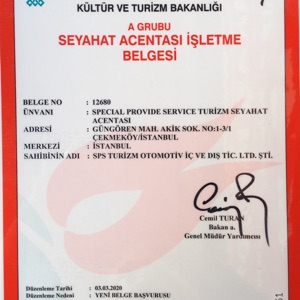 KÜLTÜR VE TURİZM BAKANLIĞI
A GRUBU
SEYAHAT ACENTASI İŞLETME
BELGESİ
BELGE NO : 12680
ÜNVANI : SPECIAL PROVIDE SERVICE TURİZM SEYAHAT
ACENTASI
ADRESİ : GÜNGÖREN MAH. AKİK SOK. NO:1-3/1
ÇEKMEKÖY/İSTANBUL
MERKEZİ : İSTANBUL
SAHİBİNİN ADI : SPS TURİZM OTOMOTİV İÇ VE DIŞ TİC. LTD. ŞTİ.
Cemil TURAN
Bakan a.
Genel Müdür Yardımcısı
Düzenleme Tarihi : 03.03.2020
Düzenleme Nedeni : YENİ BELGE BAŞVURUSU